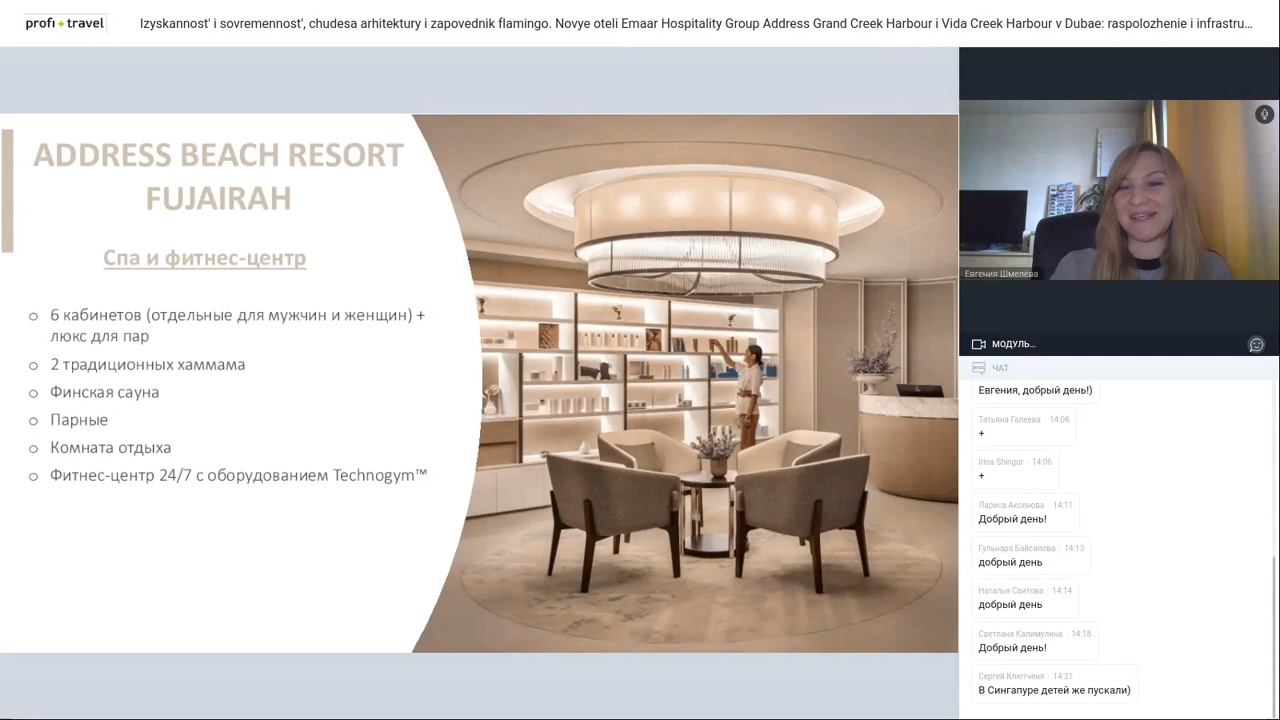 profi travel
Izyskannost' i sovremennost', chudesa arhitektury i zapovednik flamingo. Novye oteli Emaar Hospitality Group Address Grand Creek Harbour i Vida Creek Harbour v Dubae: raspolozhenie i infrastru...
ADDRESS BEACH RESORT
FUJAIRAH
Спа и фитнес-центр
o 6 кабинетов (отдельные для мужчин и женщин) +
люкс для пар
o 2 традиционных хаммама
o Финская сауна
o Парные
o Комната отдыха
o Фитнес-центр 24/7 с оборудованием Technogym™
Евгения Шмелёва
МОДУЛЬ...
ЧАТ
Евгения, добрый день!)
Татьяна Галеева 14:06
+
Irina Shingur 14:06
+
Лариса Аксенова 14:11
Добрый день!
Гульнара Байсалова 14:13
добрый день
Наталья Саитова 14:14
добрый день
Светлана Калимулина 14:18
Добрый день!
Сергей Клютченя 14:21
В Сингапуре детей же пускали)